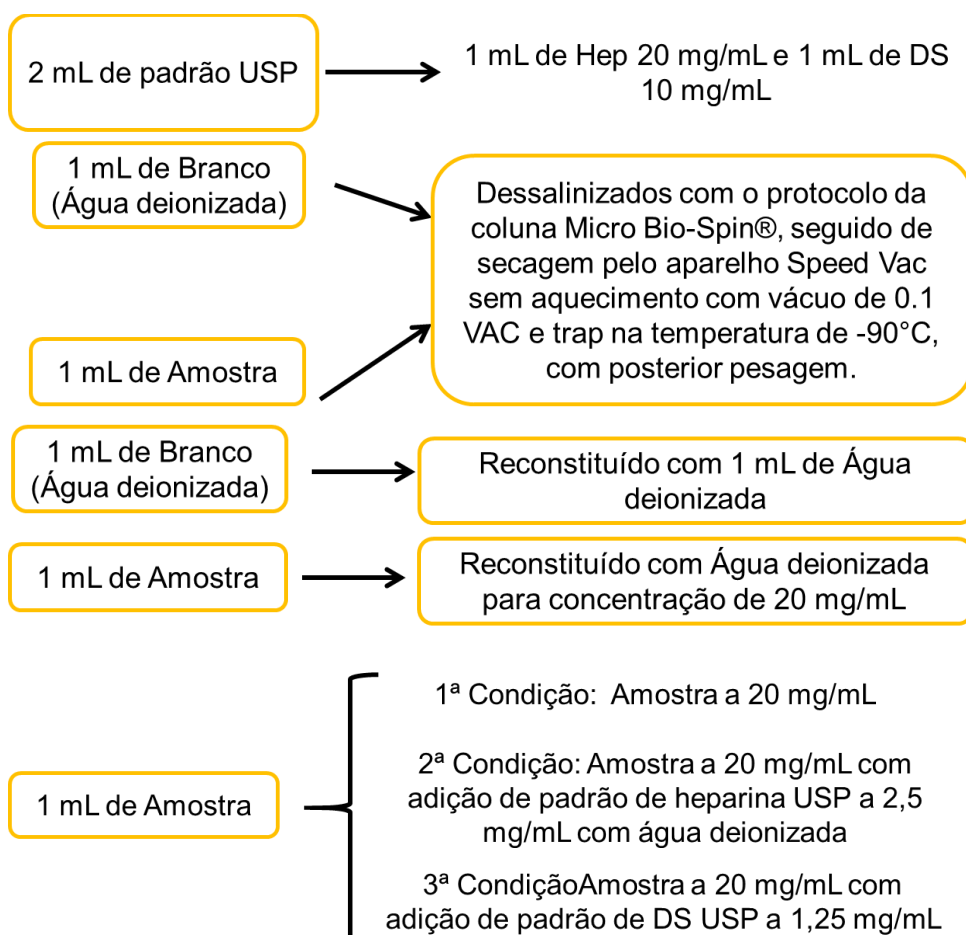 2 mL de padrão USP
1 mL de Hep 20 mg/mL e 1 mL de DS
10 mg/mL
1 mL de Branco
(Água deionizada)
1 mL de Amostra
Dessalinizados com o protocolo da
coluna Micro Bio-Spin®, seguido de
secagem pelo aparelho Speed Vac
sem aquecimento com vácuo de 0.1
VAC e trap na temperatura de -90°C,
com posterior pesagem.
1 mL de Branco
(Água deionizada)
Reconstituído com 1 mL de Água
deionizada
1 mL de Amostra
Reconstituído com Água deionizada
para concentração de 20 mg/mL
1 mL de Amostra
1ª Condição: Amostra a 20 mg/mL
2ª Condição: Amostra a 20 mg/mL com
adição de padrão de heparina USP a 2,5
mg/mL com água deionizada
3ª CondiçãoAmostra a 20 mg/mL com
adição de padrão de DS USP a 1,25 mg/mL